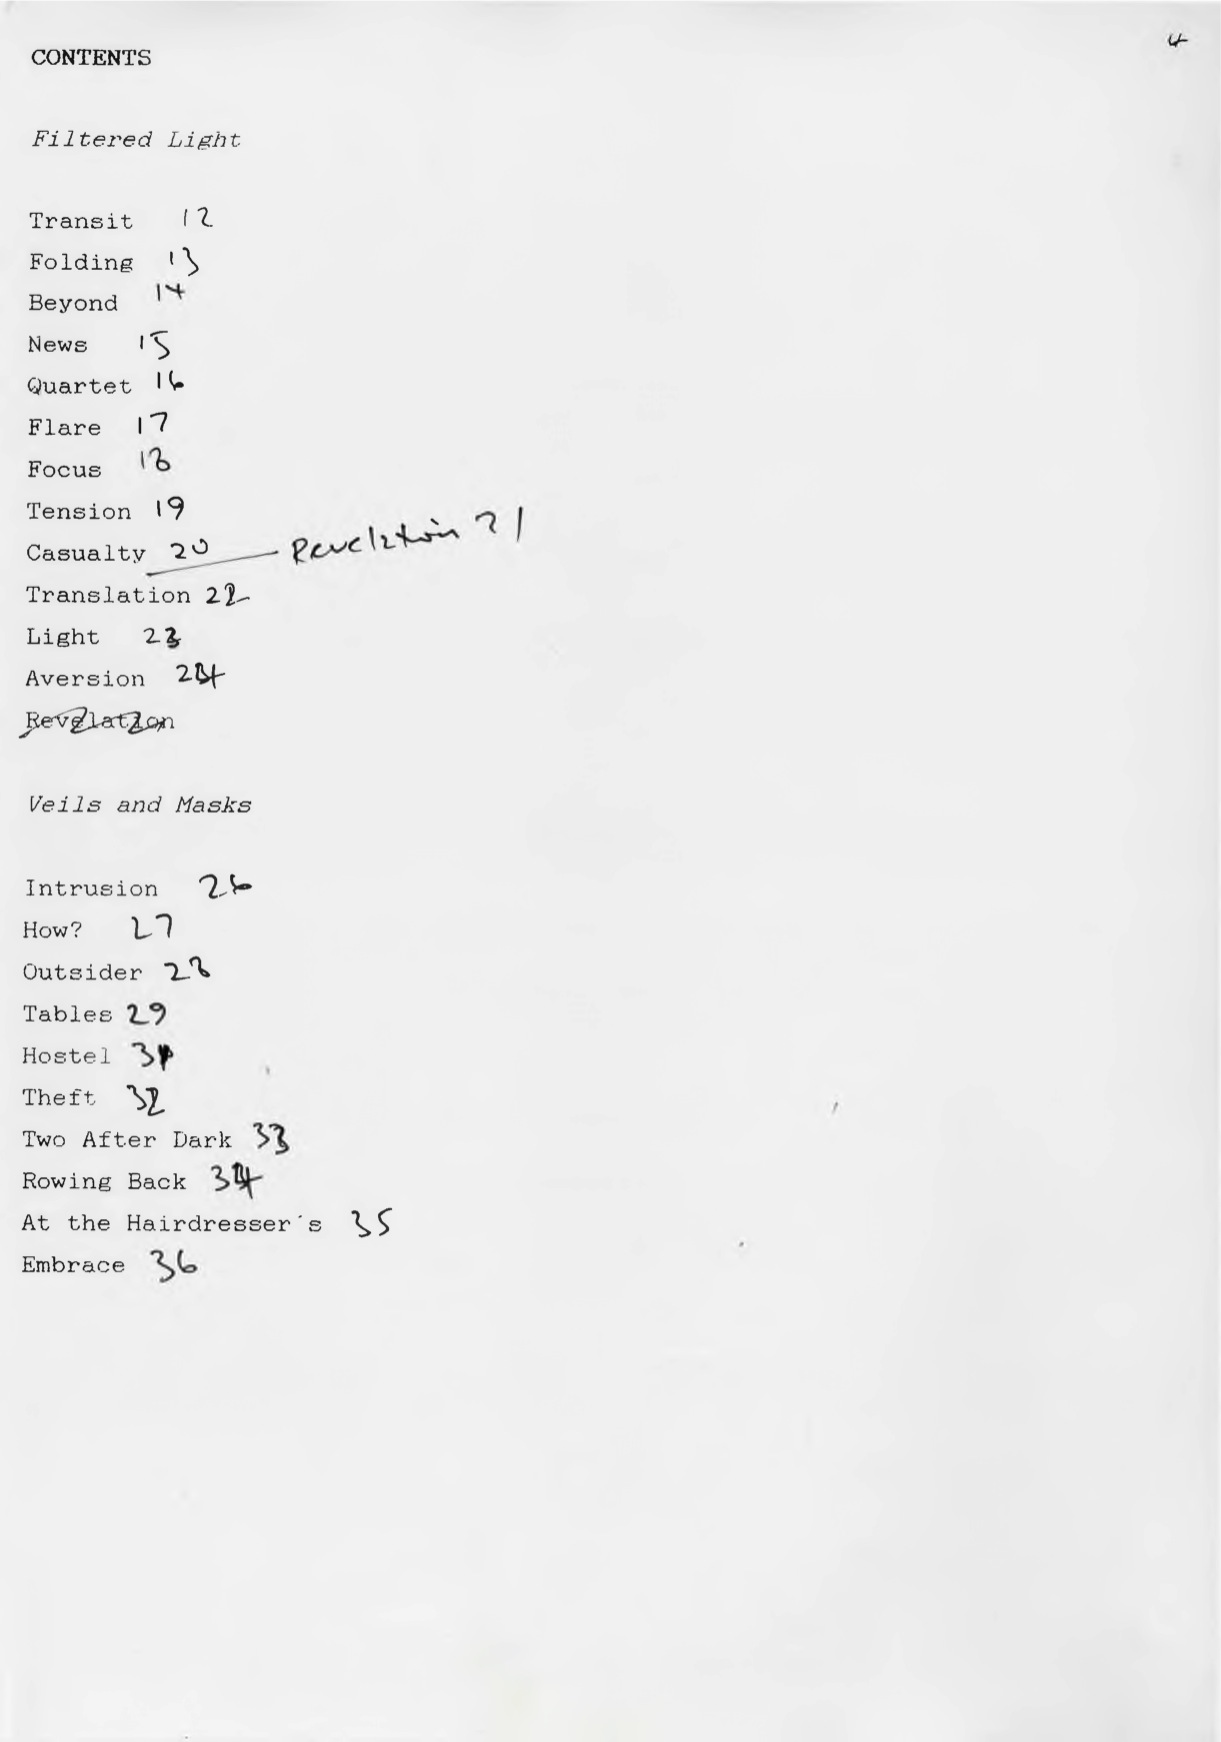 4
CONTENTS
Filtered Light
Transit 12
Folding 13
Beyond 14
News 15
Quartet 16
Flare 17
Focus 18
Tension 19
Casualty 20 Revelation 21
Translation 22
Light 23
Aversion 24
Revelation
Veils and Masks
Intrusion 26
How? 27
Outsider 28
Tables 29
Hostel 31
Theft 32
Two After Dark 33
Rowing Back 34
At the Hairdresser´s 35
Embrace 36